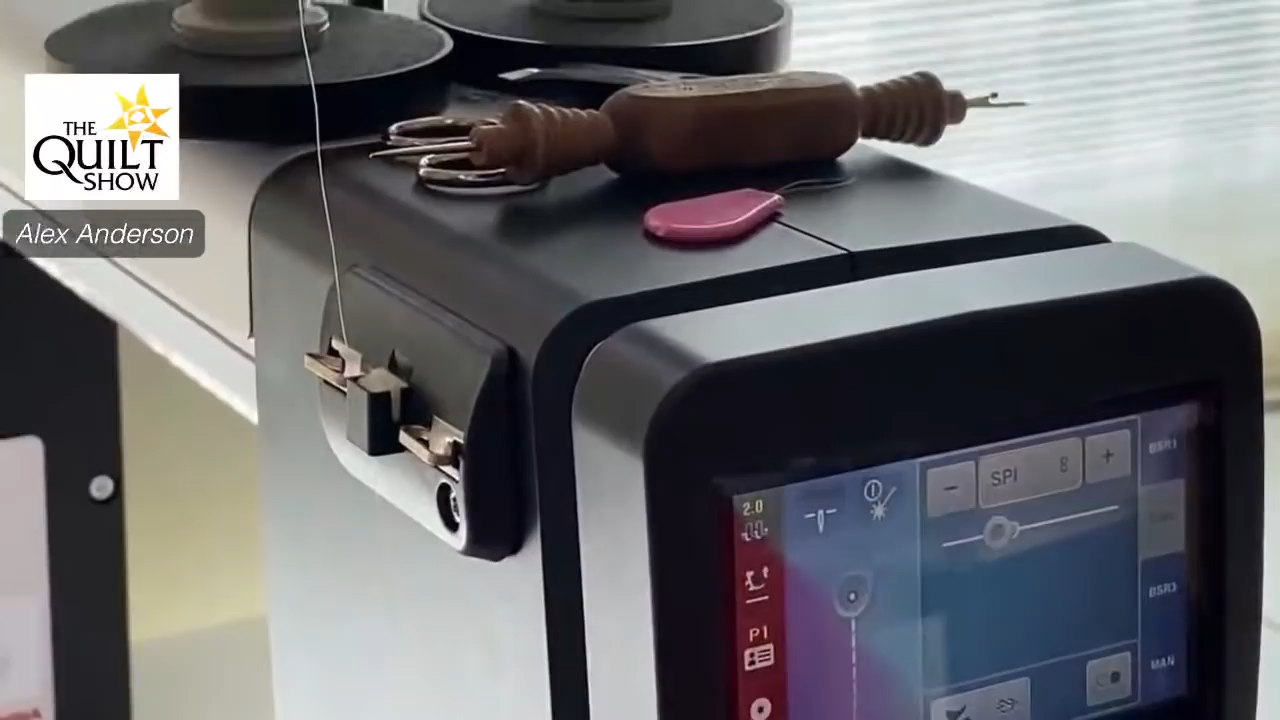 THE
QUILT
SHOW
Alex Anderson
2.0
SPI 8
BSR1
P1
BSR3
MAN